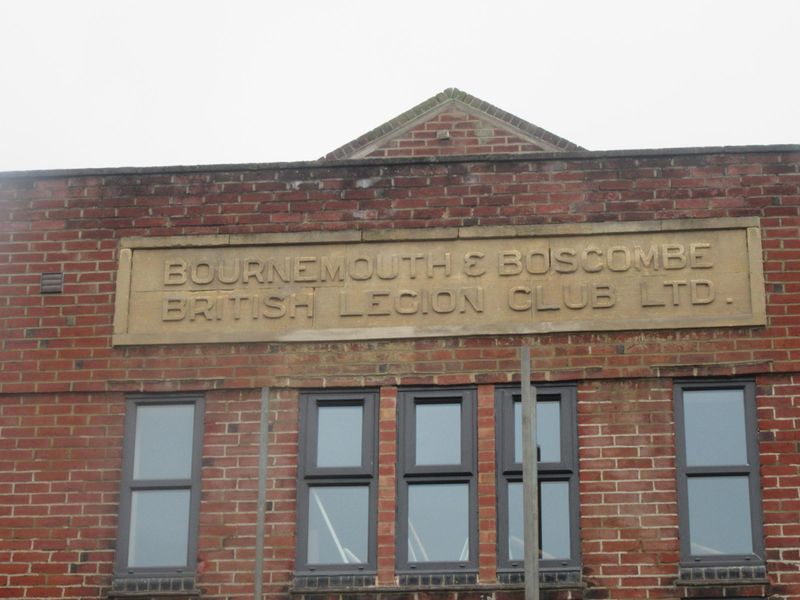 BOURNEMOUTH & BOSCOMBE
BRITISH LEGION CLUB LTD.